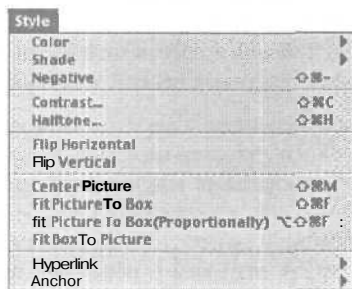 Style
Color
Shade
Negative ⇧⌘-
Contrast... ⇧⌘C
Halftone... ⇧⌘H
Flip Horizontal
Flip Vertical
Center Picture ⇧⌘M
Fit Picture To Box ⇧⌘F
fit Picture To Box(Proportionally) ⌥⇧⌘F :
Fit Box To Picture
Hyperlink
Anchor